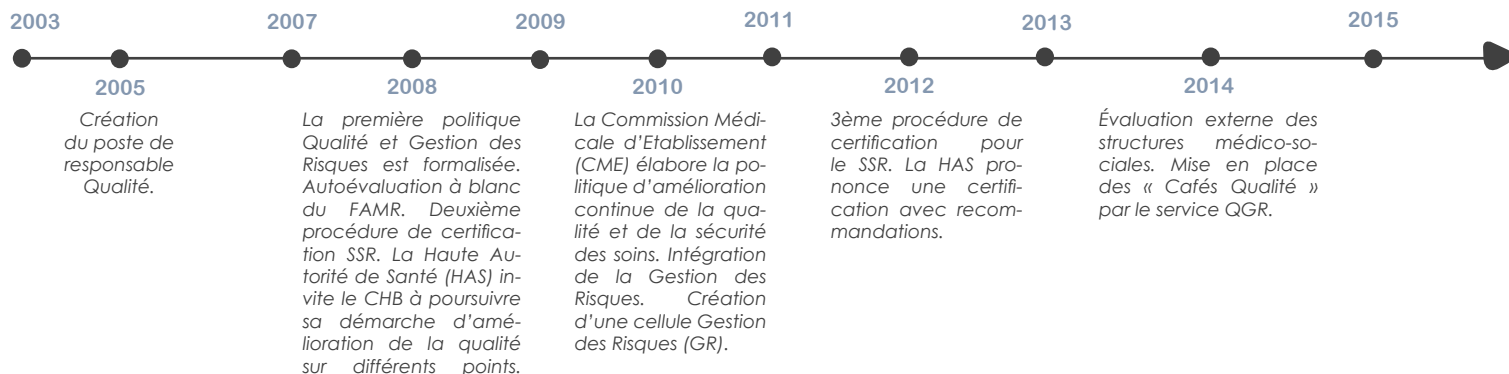 2003
2007
2009
2011
2013
2015
2005
Création
du poste de
responsable
Qualité.
2008
La première politique
Qualité et Gestion des
Risques est formalisée.
Autoévaluation à blanc
du FAMR. Deuxième
procédure de certifica-
tion SSR. La Haute Au-
torité de Santé (HAS) in-
vite le CHB à poursuivre
sa démarche d'amé-
lioration de la qualité
sur différents points.
2010
La Commission Médi-
cale d'Etablissement
(CME) élabore la po-
litique d'amélioration
continue de la qua-
lité et de la sécurité
des soins. Intégration
de la Gestion des
Risques. Création
d'une cellule Gestion
des Risques (GR).
2012
3ème procédure de
certification pour
le SSR. La HAS pro-
nonce une certifi-
cation avec recom-
mandations.
2014
Évaluation externe des
structures médico-so-
ciales. Mise en place
des « Cafés Qualité »
par le service QGR.